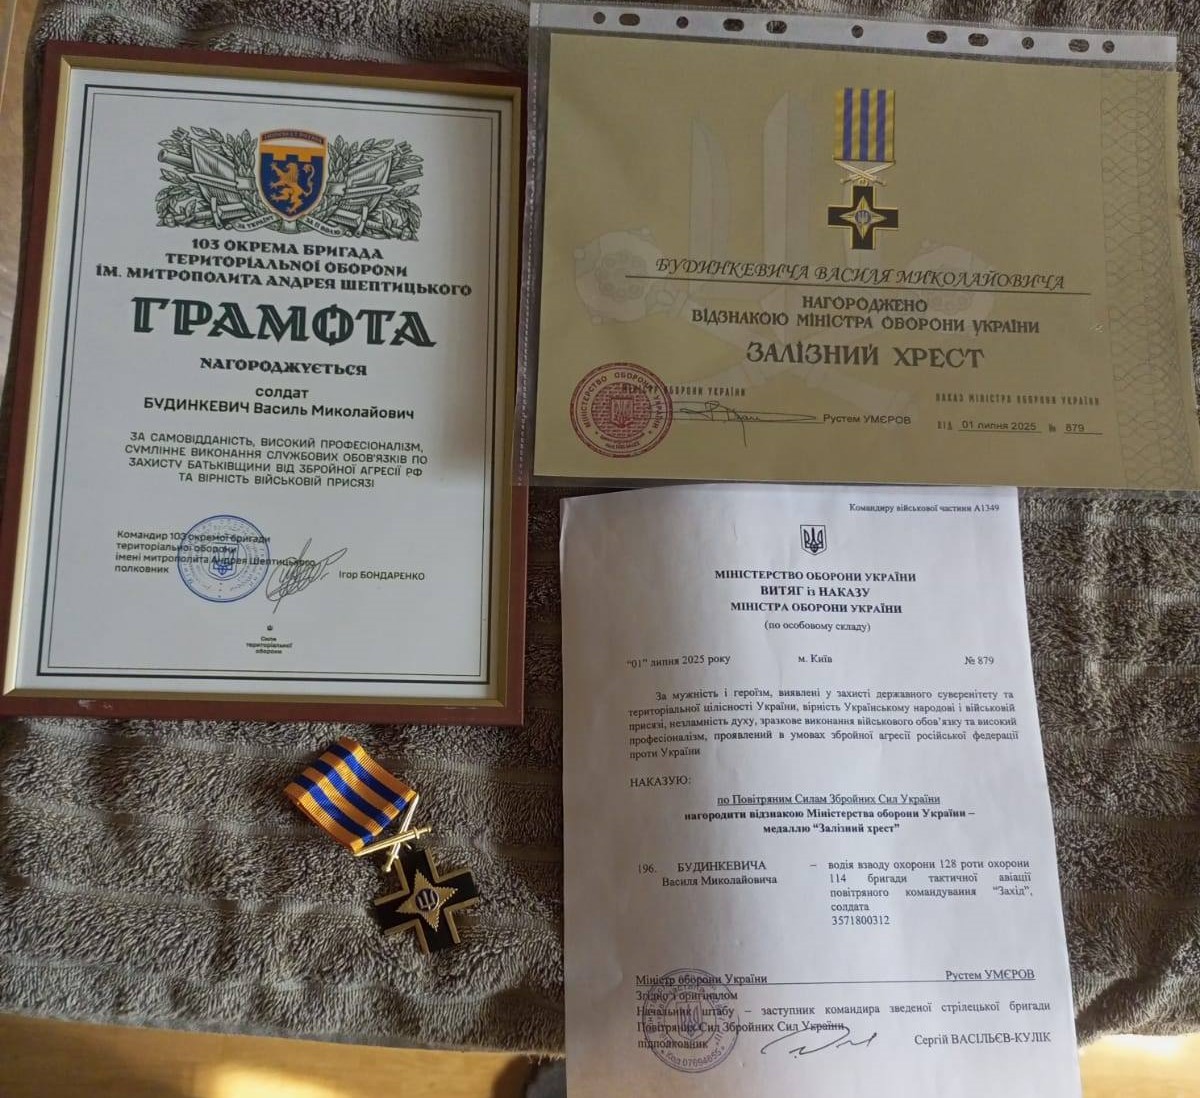 103 ОКРЕМА БРИГАДА
ТЕРИТОРІАЛЬНОЇ ОБОРОНИ
ІМ. МИТРОПОЛИТА АНДРЕЯ ШЕПТИЦЬКОГО
ГРАМОТА
НАГОРОДЖУЄТЬСЯ
солдат
БУДИНКЕВИЧ Василь Миколайович
ЗА САМОВІДДАНІСТЬ, ВИСОКИЙ ПРОФЕСІОНАЛІЗМ,
СУМЛІННЕ ВИКОНАННЯ СЛУЖБОВИХ ОБОВ'ЯЗКІВ ПО
ЗАХИСТУ БАТЬКІВЩИНИ ВІД ЗБРОЙНОЇ АГРЕСІЇ РФ
ТА ВІРНІСТЬ ВІЙСЬКОВІЙ ПРИСЯЗІ
Командир 103 окремої бригади
територіальної оборони
імені митрополита Андрея Шептицького
полковник
Ігор БОНДАРЕНКО
Сили
територіальної
оборони
БУДИНКЕВИЧА ВАСИЛЯ МИКОЛАЙОВИЧА
НАГОРОДЖЕНО
ВІДЗНАКОЮ МІНІСТРА ОБОРОНИ УКРАЇНИ
ЗАЛІЗНИЙ ХРЕСТ
МІНІСТР ОБОРОНИ УКРАЇНИ
Рустем УМЄРОВ
НАКАЗ МІНІСТРА ОБОРОНИ УКРАЇНИ
ВІД 01 липня 2025 № 879
Командиру військової частини А1349
МІНІСТЕРСТВО ОБОРОНИ УКРАЇНИ
ВИТЯГ із НАКАЗУ
МІНІСТРА ОБОРОНИ УКРАЇНИ
(по особовому складу)
"01" липня 2025 року м. Київ № 879
За мужність і героїзм, виявлені у захисті державного суверенітету та
територіальної цілісності України, вірність Українському народові і військовій
присязі, незламність духу, зразкове виконання військового обов'язку та високий
професіоналізм, проявлений в умовах збройної агресії російської федерації
проти України
НАКАЗУЮ:
по Повітряним Силам Збройних Сил України
нагородити відзнакою Міністерства оборони України –
медаллю "Залізний хрест"
196. БУДИНКЕВИЧА – водія взводу охорони 128 роти охорони
Василя Миколайовича 114 бригади тактичної авіації
повітряного командування "Захід",
солдата
3571800312
Міністр оборони України Рустем УМЄРОВ
Згідно з оригіналом
Начальник штабу – заступник командира зведеної стрілецької бригади
Повітряних Сил Збройних Сил України
підполковник
Сергій ВАСІЛЬЄВ-КУЛІК